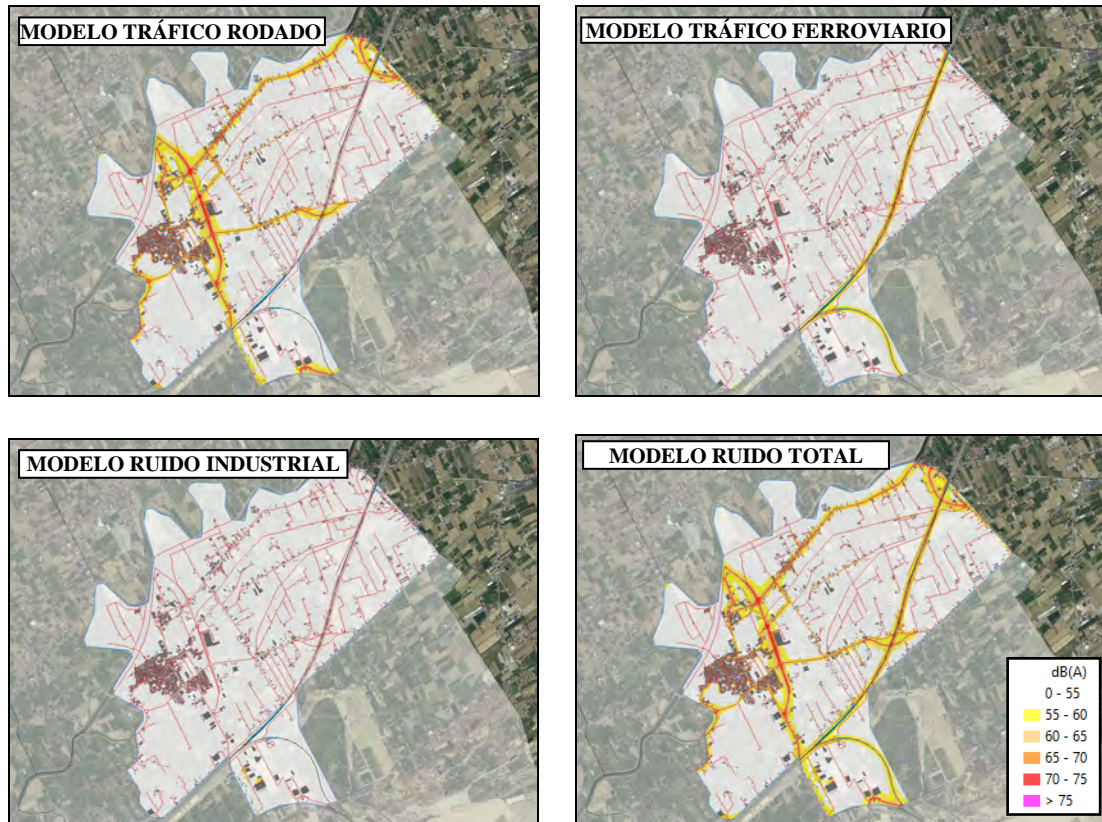 MODELO TRÁFICO RODADO
MODELO TRÁFICO FERROVIARIO
MODELO RUIDO INDUSTRIAL
MODELO RUIDO TOTAL
dB(A)
0 - 55
55 - 60
60 - 65
65 - 70
70 - 75
> 75